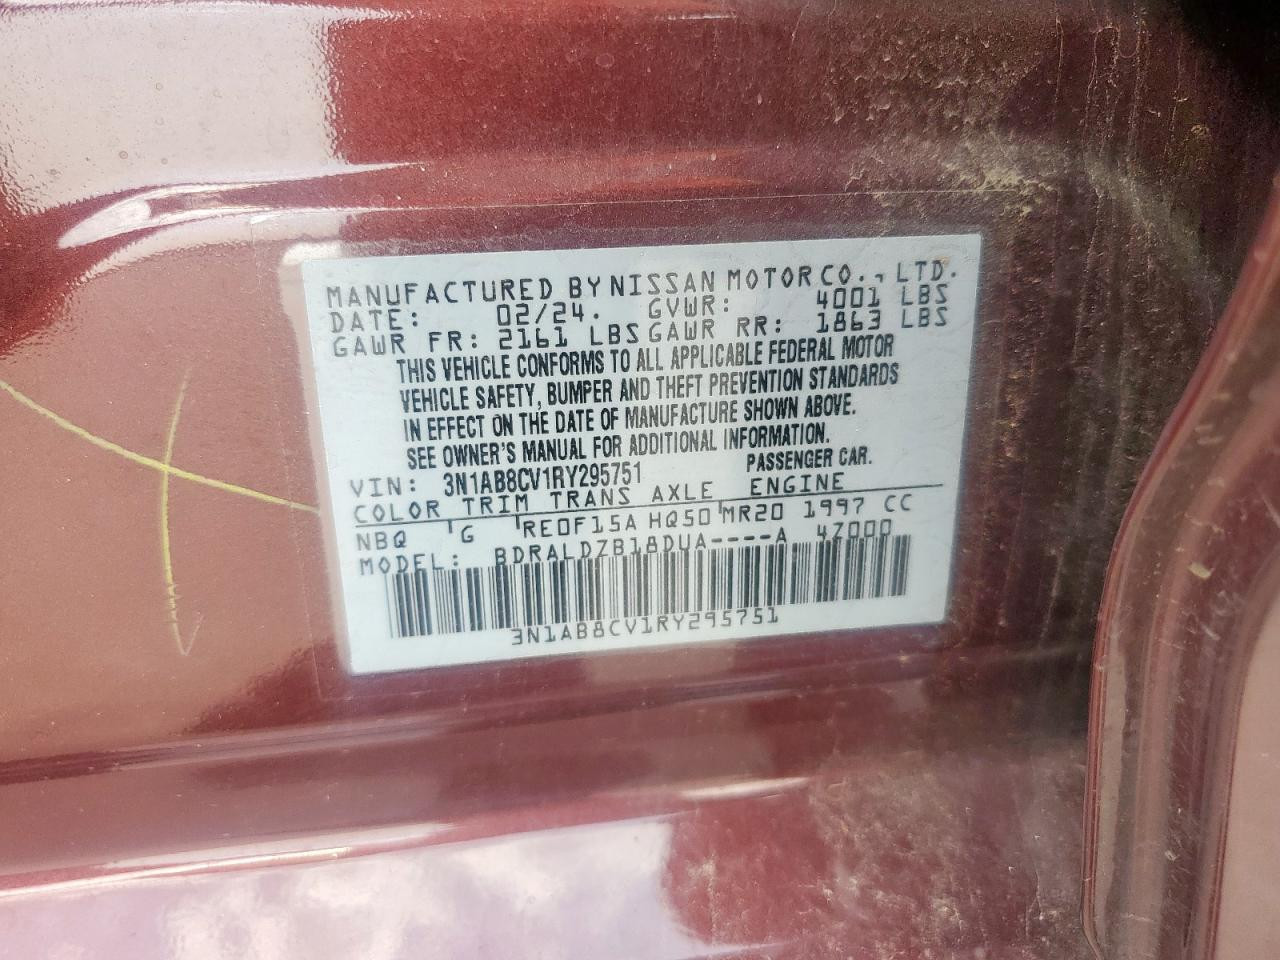 MANUFACTURED BY NISSAN MOTOR CO., LTD.
DATE: 02/24. GVWR: 4001 LBS
GAWR FR: 2161 LBS GAWR RR: 1863 LBS
THIS VEHICLE CONFORMS TO ALL APPLICABLE FEDERAL MOTOR
VEHICLE SAFETY, BUMPER AND THEFT PREVENTION STANDARDS
IN EFFECT ON THE DATE OF MANUFACTURE SHOWN ABOVE.
SEE OWNER'S MANUAL FOR ADDITIONAL INFORMATION.
VIN: 3N1AB8CV1RY295751 PASSENGER CAR.
COLOR TRIM TRANS AXLE ENGINE
NBQ G RE0F15A HQ50 MR20 1997 CC
MODEL: BDRALDZB18DUA----A 4Z000
3N1AB8CV1RY295751